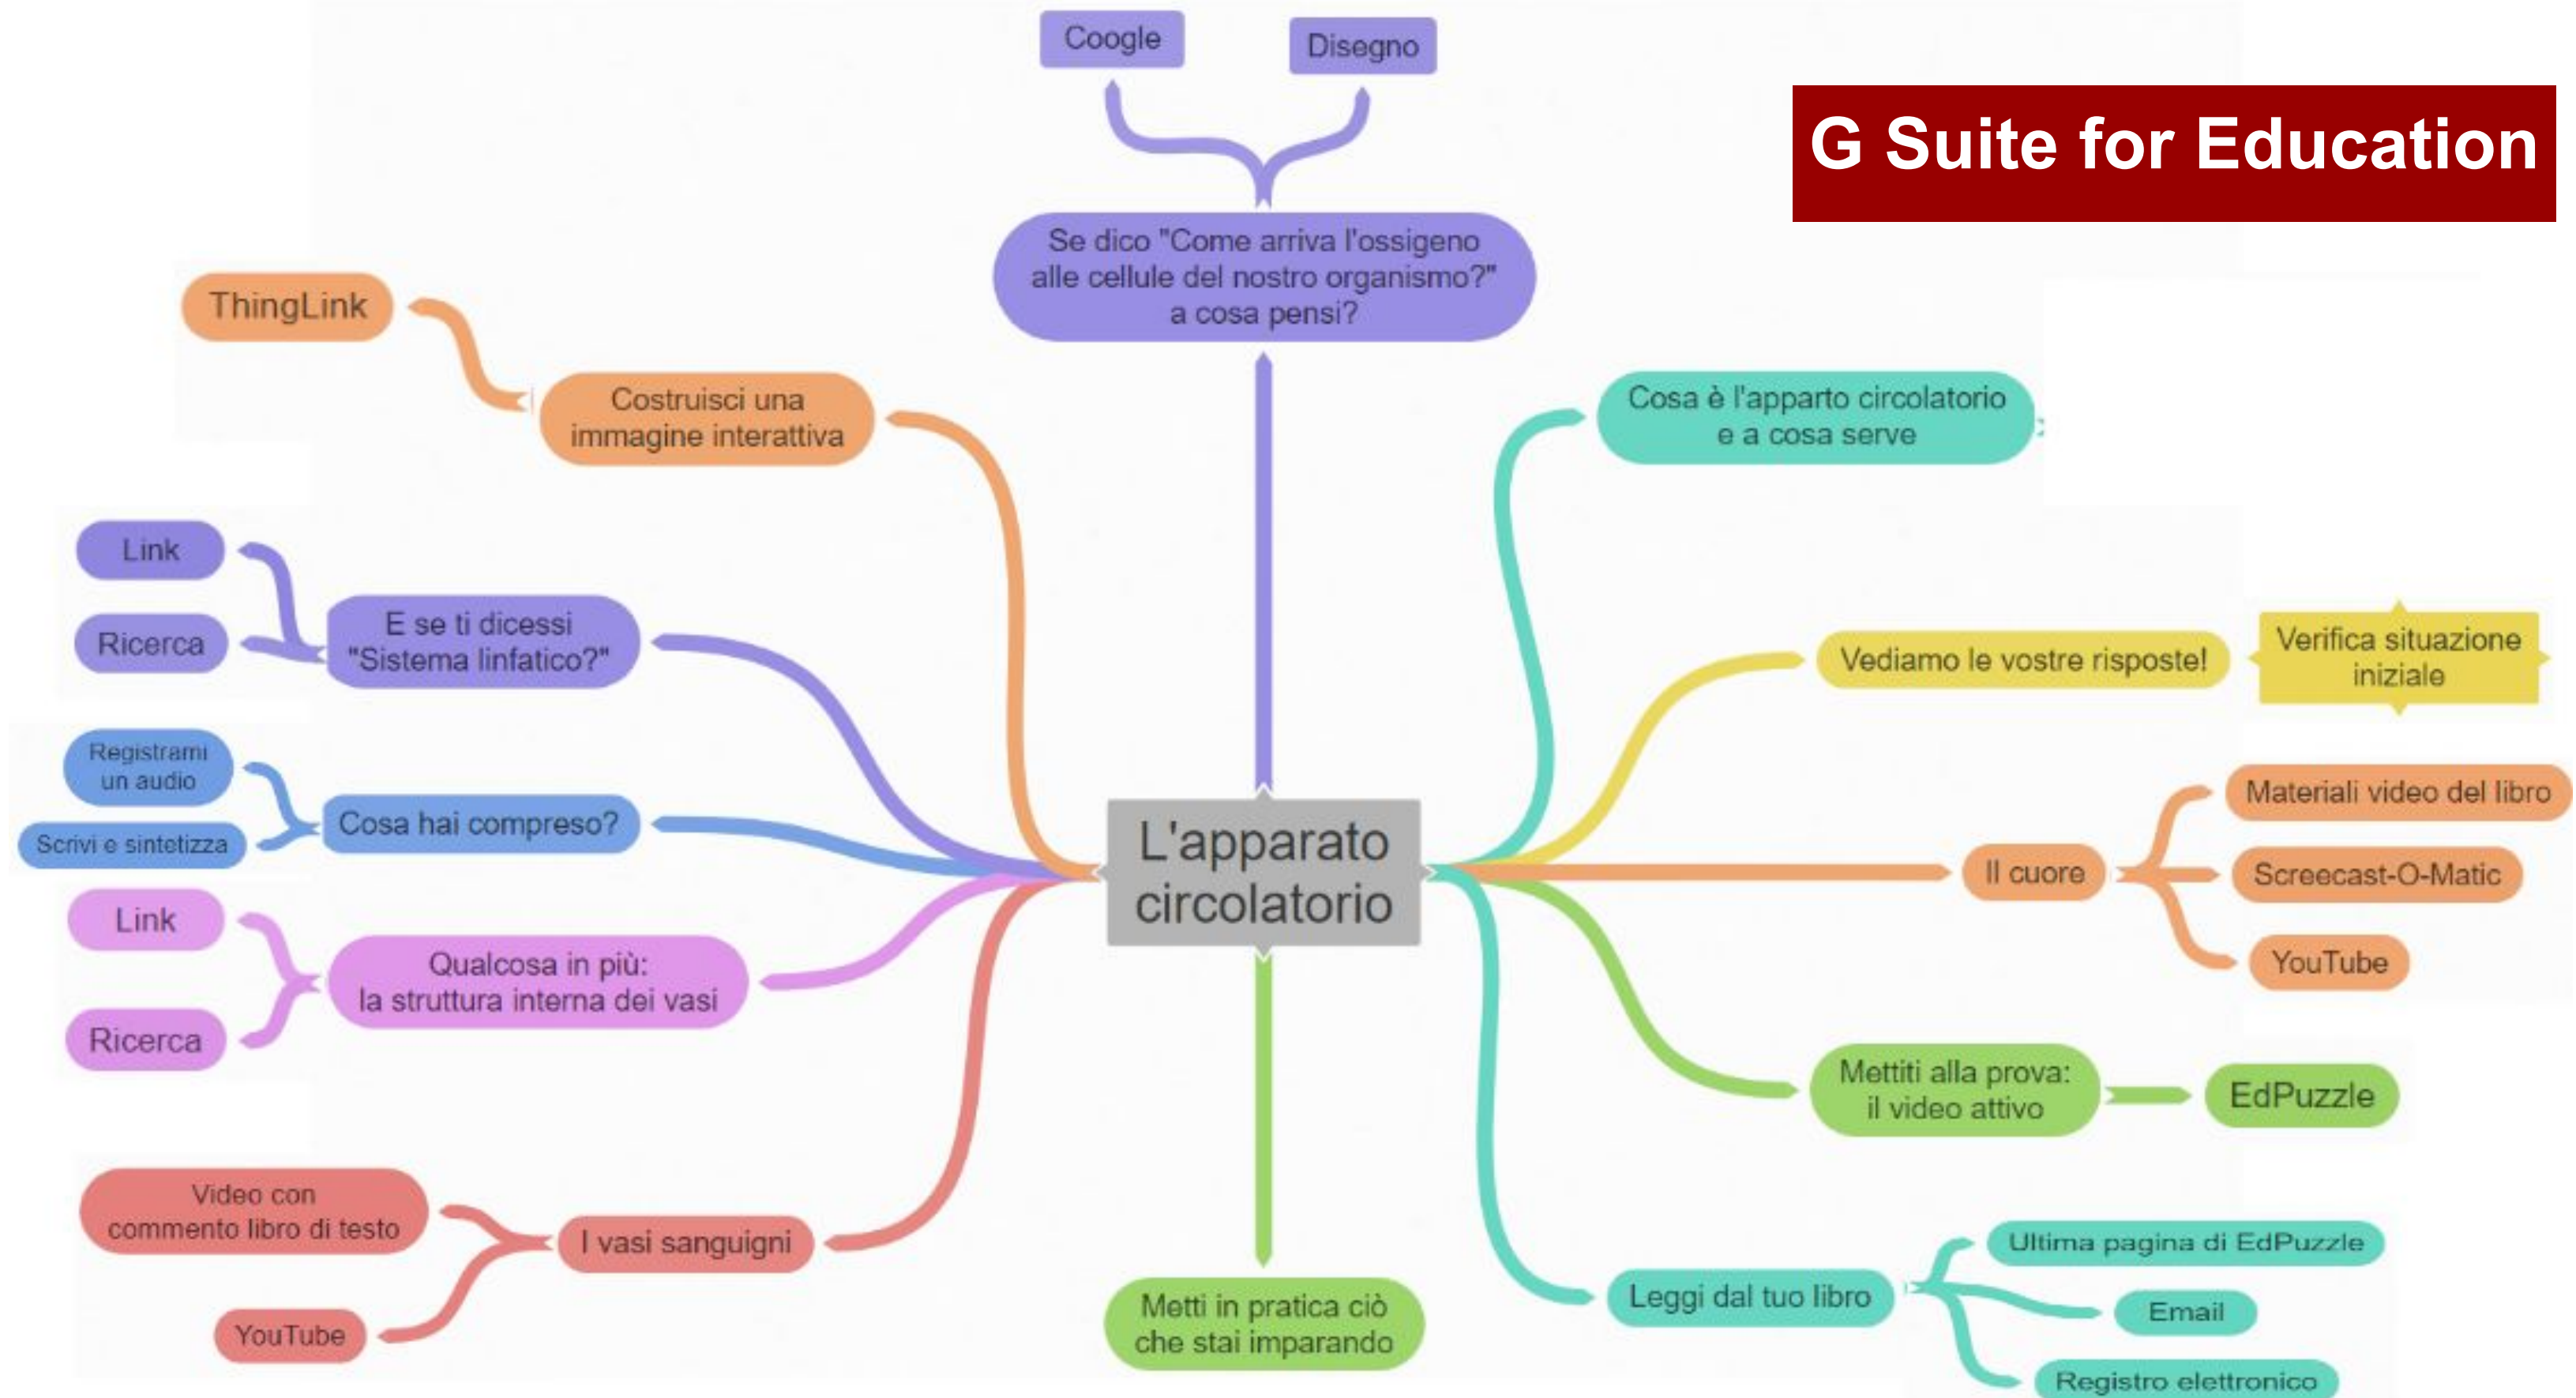 Coogle
Disegno
G Suite for Education
Se dico "Come arriva l'ossigeno
alle cellule del nostro organismo?"
a cosa pensi?
ThingLink
Costruisci una
immagine interattiva
Cosa è l'apparto circolatorio
e a cosa serve
Link
Ricerca
E se ti dicessi
"Sistema linfatico?"
Vediamo le vostre risposte!
Verifica situazione
iniziale
Registrami
un audio
Scrivi e sintetizza
Cosa hai compreso?
L'apparato
circolatorio
Il cuore
Materiali video del libro
Screecast-O-Matic
YouTube
Link
Ricerca
Qualcosa in più:
la struttura interna dei vasi
Mettiti alla prova:
il video attivo
EdPuzzle
Video con
commento libro di testo
YouTube
I vasi sanguigni
Metti in pratica ciò
che stai imparando
Leggi dal tuo libro
Ultima pagina di EdPuzzle
Email
Registro elettronico